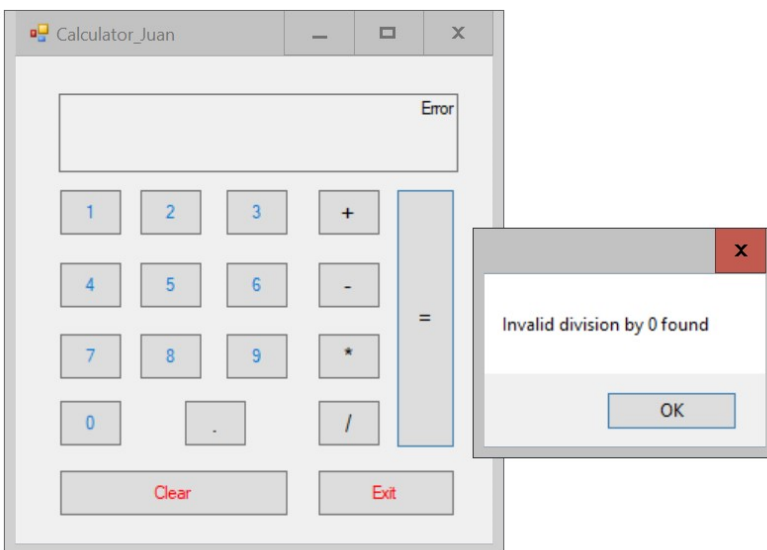 Calculator_Juan
Error
1 2 3 +
4 5 6 - =
7 8 9 *
0 . /
Clear Exit
X
Invalid division by 0 found
OK